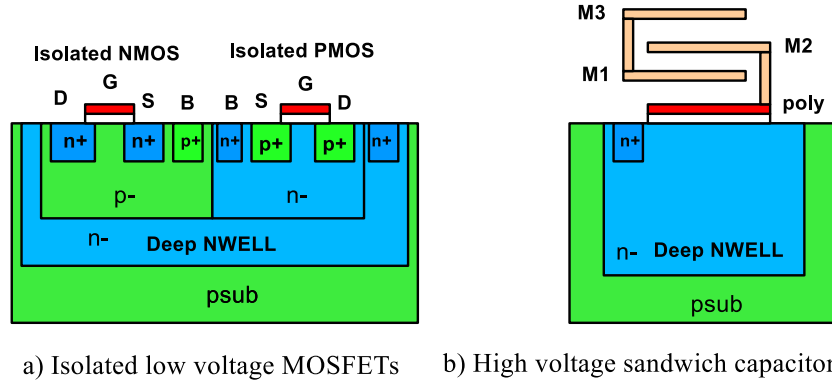 Isolated NMOS Isolated PMOS
G G
D S B B S D
n+ n+ p+ n+ p+ p+ n+
p- n-
n- Deep NWELL
psub
a) Isolated low voltage MOSFETs
M3
M2
M1
poly
n+
n- Deep NWELL
psub
b) High voltage sandwich capacitor